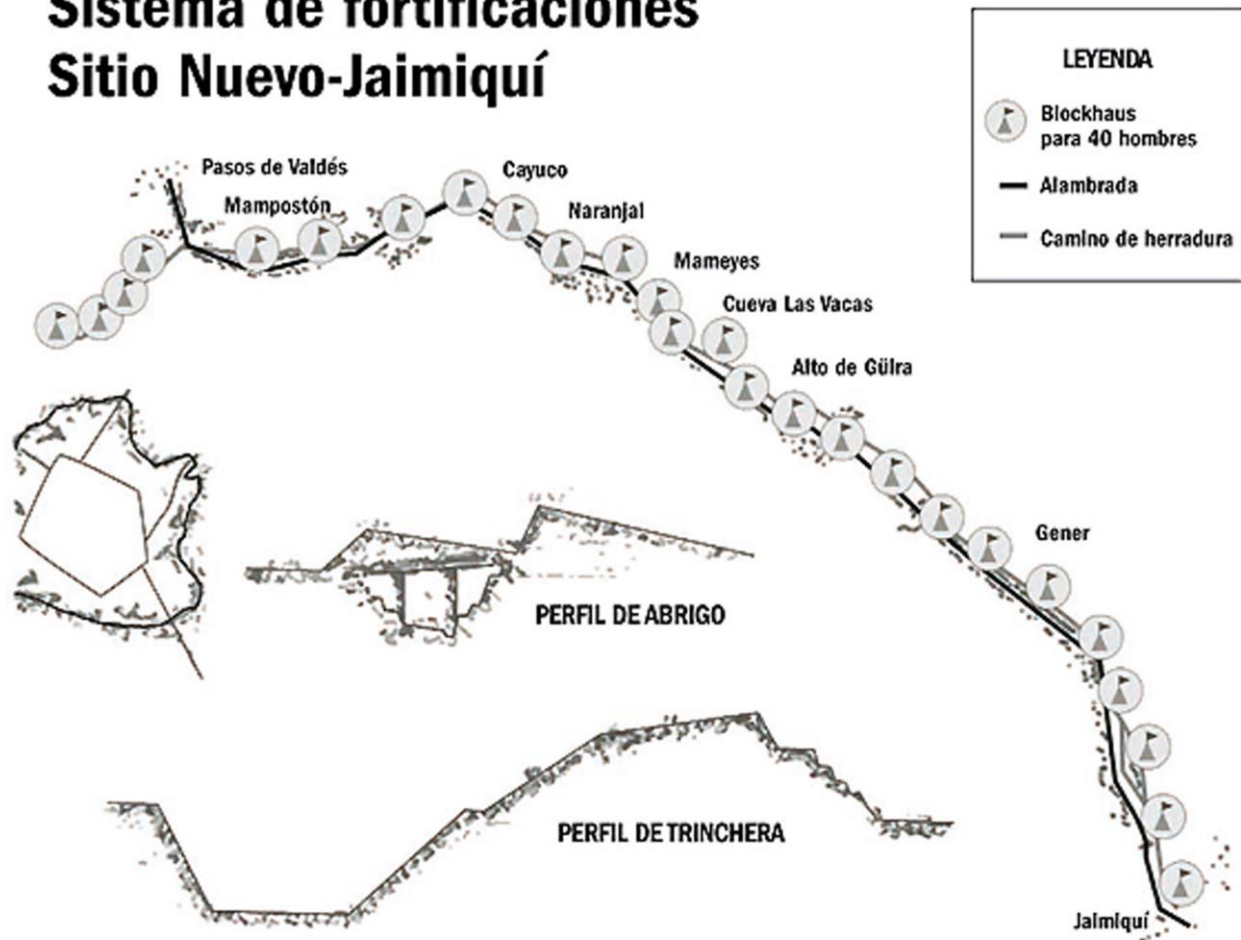 Sistema de fortificaciones
Sitio Nuevo-Jaimiquí
LEYENDA
Blockhaus
para 40 hombres
Alambrada
Camino de herradura
Pasos de Valdés
Mampostón
Cayuco
Naranjal
Mameyes
Cueva Las Vacas
Alto de Güira
Gener
Jaimiquí
PERFIL DE ABRIGO
PERFIL DE TRINCHERA